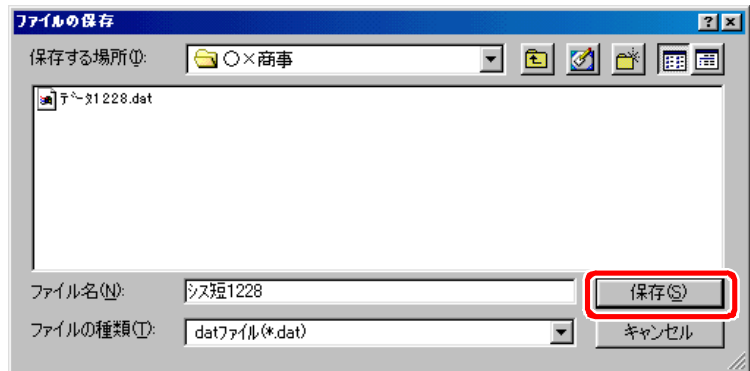 ファイルの保存
保存する場所(I): 〇×商事
ﾃﾞｰﾀ1228.dat
ファイル名(N): ｼｽ短1228 保存(S)
ファイルの種類(T): datファイル(*.dat) キャンセル